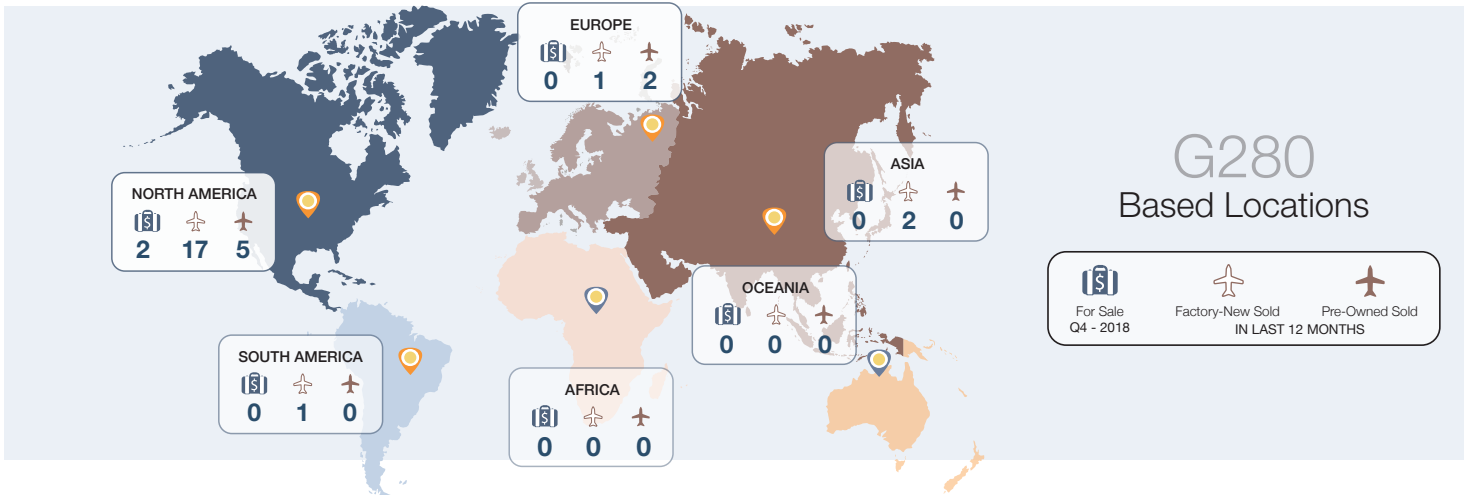 EUROPE
0 1 2
NORTH AMERICA
2 17 5
ASIA
0 2 0
OCEANIA
0 0 0
SOUTH AMERICA
0 1 0
AFRICA
0 0 0
G280
Based Locations
$
For Sale
Q4 - 2018
Factory-New Sold
Pre-Owned Sold
IN LAST 12 MONTHS